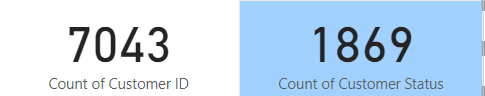 7043
Count of Customer ID
1869
Count of Customer Status